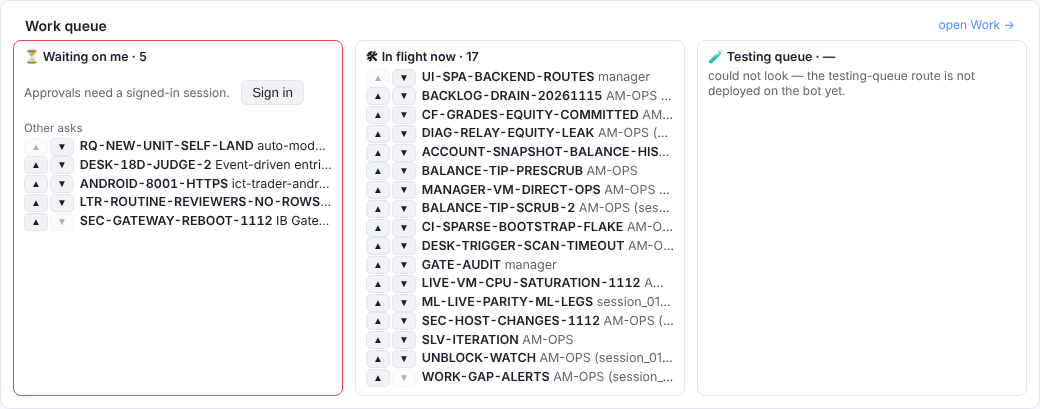 Work queue
open Work →
⏳ Waiting on me · 5
Approvals need a signed-in session. Sign in
Other asks
▲ ▼ RQ-NEW-UNIT-SELF-LAND auto-mod...
▲ ▼ DESK-18D-JUDGE-2 Event-driven entri...
▲ ▼ ANDROID-8001-HTTPS ict-trader-andr...
▲ ▼ LTR-ROUTINE-REVIEWERS-NO-ROWS...
▲ ▼ SEC-GATEWAY-REBOOT-1112 IB Gate...
🛠 In flight now · 17
▲ ▼ UI-SPA-BACKEND-ROUTES manager
▲ ▼ BACKLOG-DRAIN-20261115 AM-OPS ...
▲ ▼ CF-GRADES-EQUITY-COMMITTED AM...
▲ ▼ DIAG-RELAY-EQUITY-LEAK AM-OPS (...
▲ ▼ ACCOUNT-SNAPSHOT-BALANCE-HIS...
▲ ▼ BALANCE-TIP-PRESCRUB AM-OPS
▲ ▼ MANAGER-VM-DIRECT-OPS AM-OPS ...
▲ ▼ BALANCE-TIP-SCRUB-2 AM-OPS (ses...
▲ ▼ CI-SPARSE-BOOTSTRAP-FLAKE AM-O...
▲ ▼ DESK-TRIGGER-SCAN-TIMEOUT AM-O...
▲ ▼ GATE-AUDIT manager
▲ ▼ LIVE-VM-CPU-SATURATION-1112 A...
▲ ▼ ML-LIVE-PARITY-ML-LEGS session_01...
▲ ▼ SEC-HOST-CHANGES-1112 AM-OPS (...
▲ ▼ SLV-ITERATION AM-OPS
▲ ▼ UNBLOCK-WATCH AM-OPS (session_01...
▲ ▼ WORK-GAP-ALERTS AM-OPS (session_...
🧪 Testing queue · —
could not look — the testing-queue route is not
deployed on the bot yet.